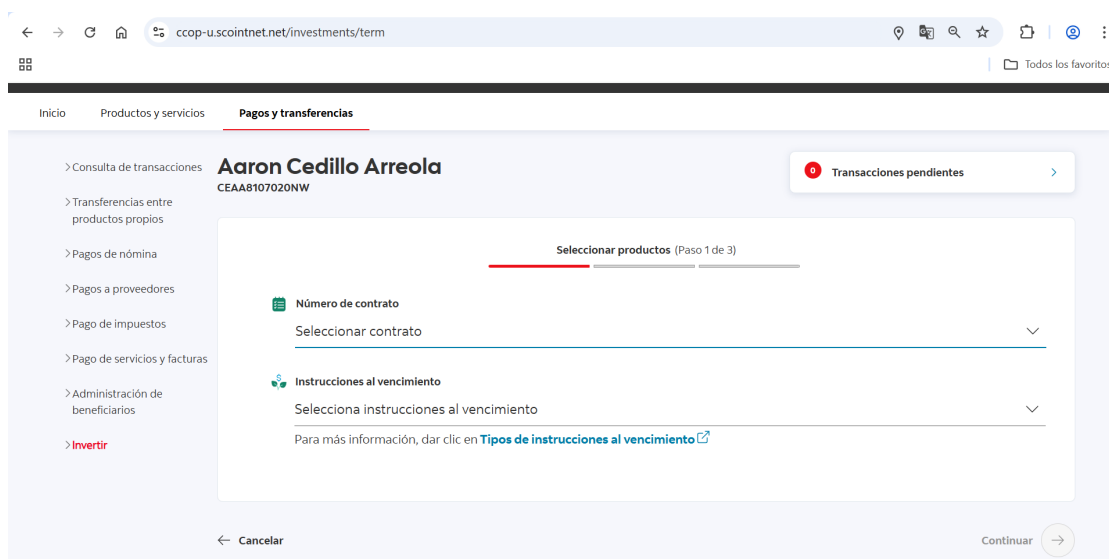 ccop-u.scointnet.net/investments/term
Todos los favoritos
Inicio Productos y servicios Pagos y transferencias
Consulta de transacciones
Transferencias entre
productos propios
Pagos de nómina
Pagos a proveedores
Pago de impuestos
Pago de servicios y facturas
Administración de
beneficiarios
Invertir
Aaron Cedillo Arreola
CEAA8107020NW
0 Transacciones pendientes
Seleccionar productos (Paso 1 de 3)
Número de contrato
Seleccionar contrato
Instrucciones al vencimiento
Selecciona instrucciones al vencimiento
Para más información, dar clic en Tipos de instrucciones al vencimiento
Cancelar
Continuar